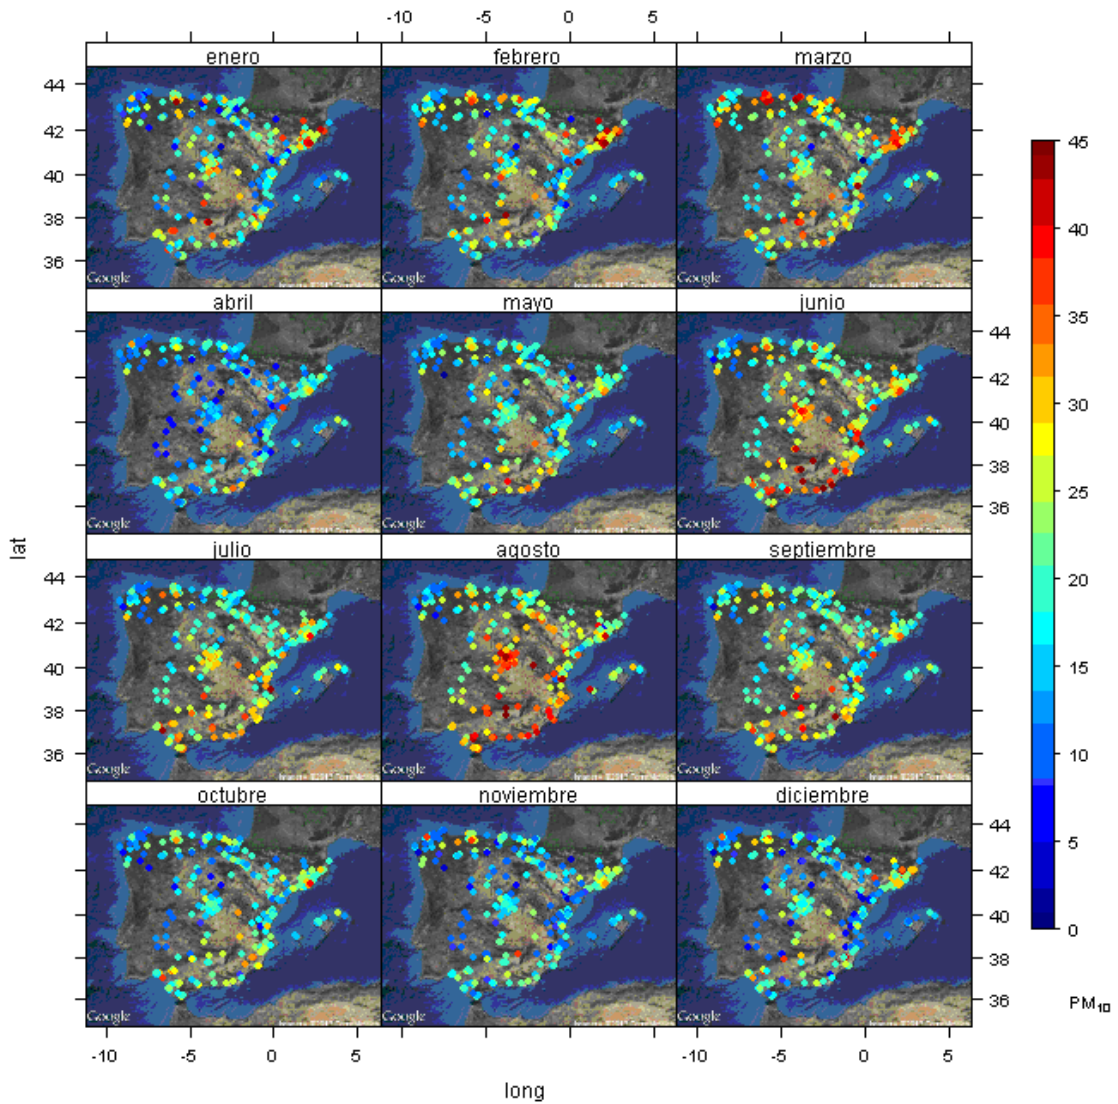 -10 -5 0 5
enero febrero marzo
44
42
40
38
36
Google Google Google
abril mayo junio
44
42
40
38
36
Google Google Google
julio agosto septiembre
44
42
40
38
36
Google Google Google
octubre noviembre diciembre
44
42
40
38
36
Google Google Google
-10 -5 0 5 -10 -5 0 5
long
lat
45
40
35
30
25
20
15
10
5
0
PM10